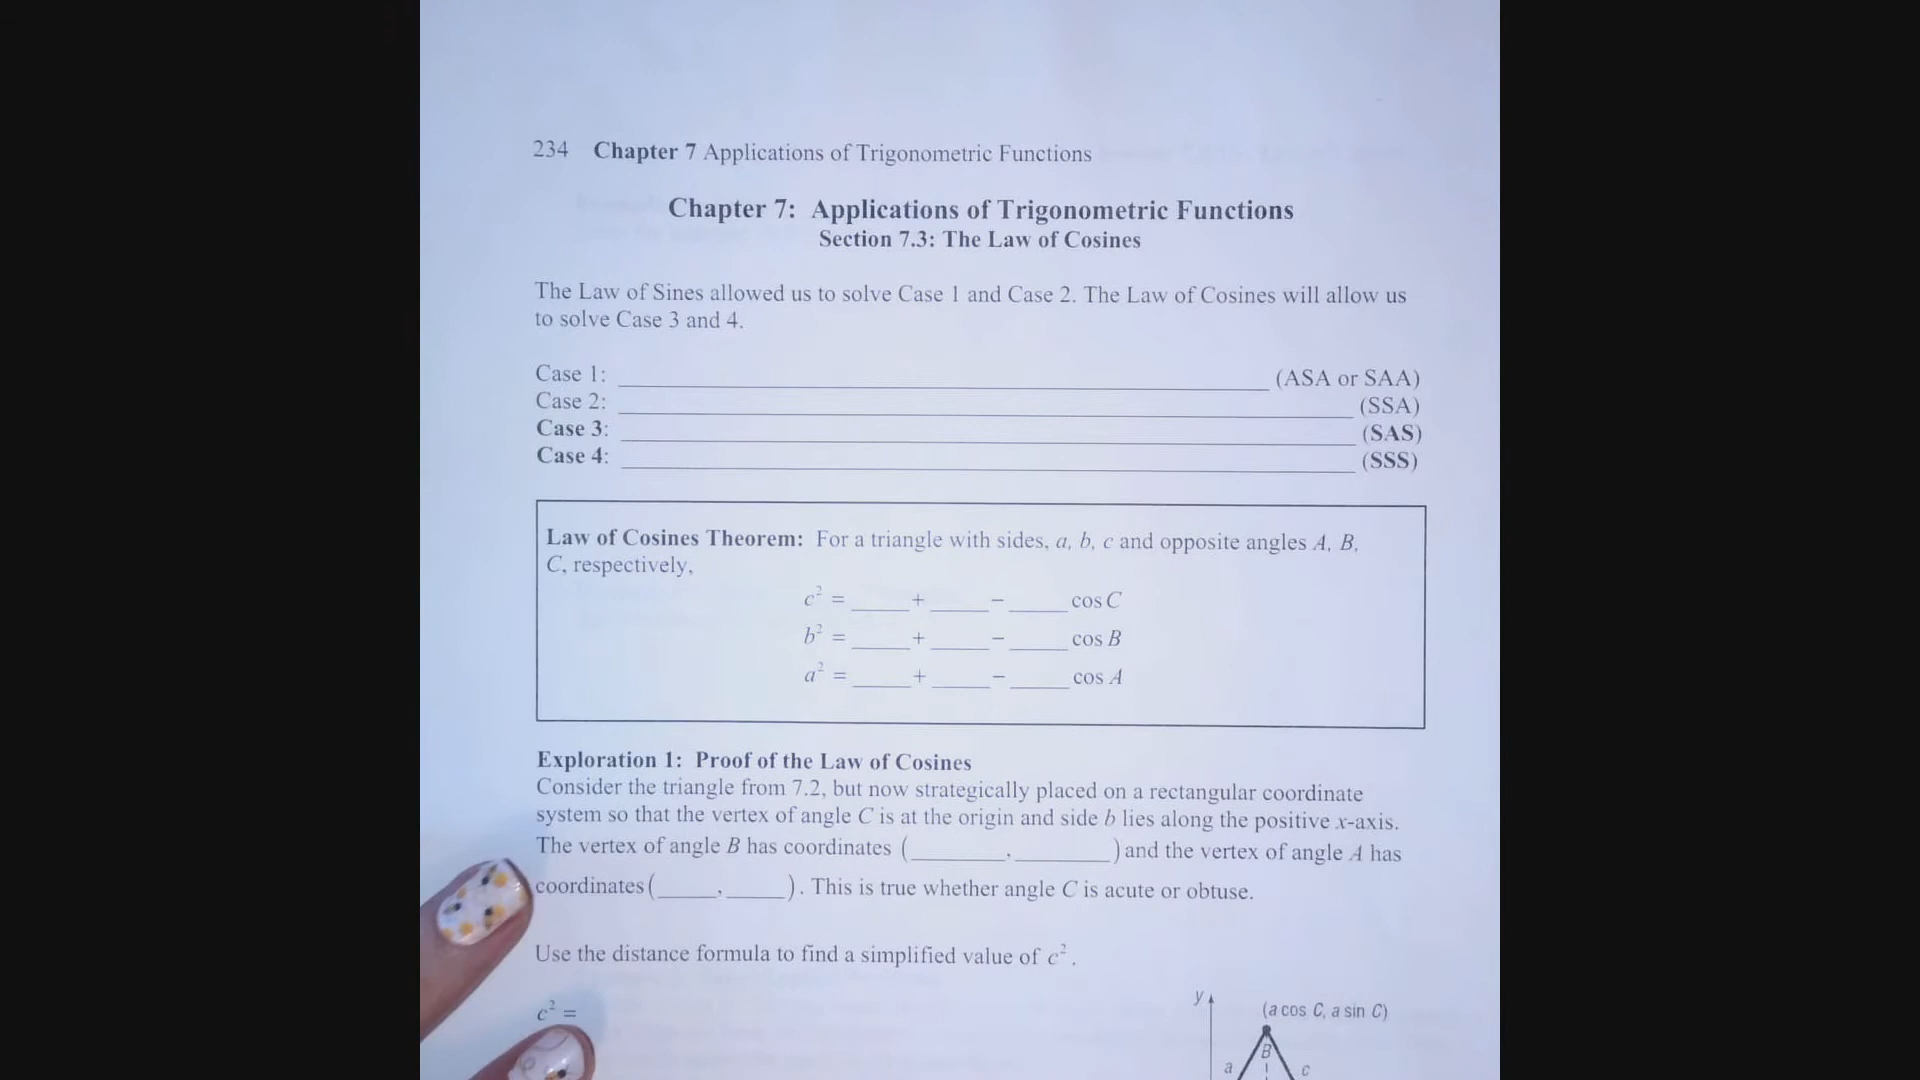 234 Chapter 7 Applications of Trigonometric Functions
Chapter 7: Applications of Trigonometric Functions
Section 7.3: The Law of Cosines
The Law of Sines allowed us to solve Case 1 and Case 2. The Law of Cosines will allow us
to solve Case 3 and 4.
Case 1: ____________ (ASA or SAA)
Case 2: ____________ (SSA)
Case 3: ____________ (SAS)
Case 4: ____________ (SSS)
Law of Cosines Theorem: For a triangle with sides, a, b, c and opposite angles A, B,
C, respectively,
c² = ____ + ____ − ____ cos C
b² = ____ + ____ − ____ cos B
a² = ____ + ____ − ____ cos A
Exploration 1: Proof of the Law of Cosines
Consider the triangle from 7.2, but now strategically placed on a rectangular coordinate
system so that the vertex of angle C is at the origin and side b lies along the positive x-axis.
The vertex of angle B has coordinates (______, ______) and the vertex of angle A has
coordinates (____, ____). This is true whether angle C is acute or obtuse.
Use the distance formula to find a simplified value of c².
c² =
y
(a cos C, a sin C)
B
a
c